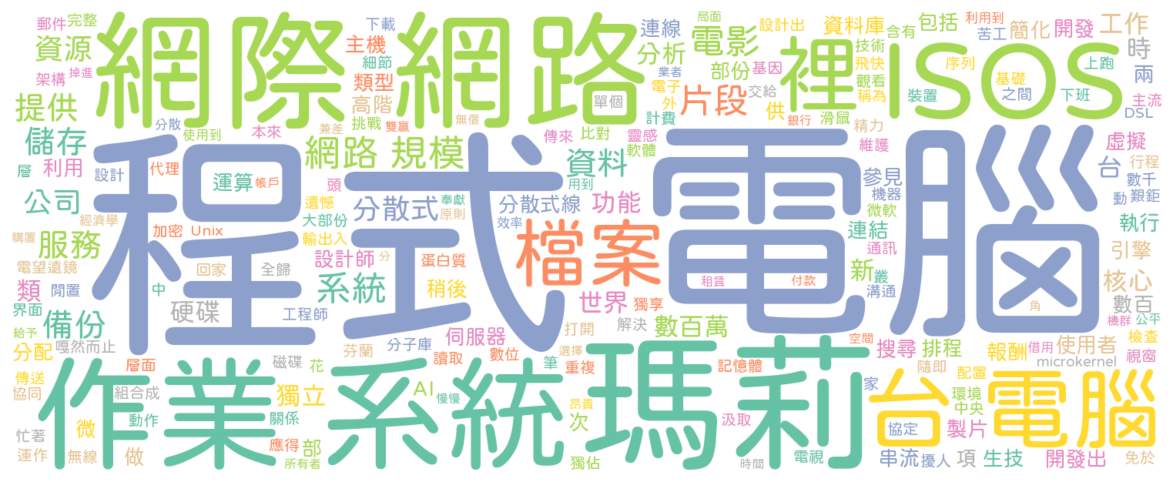 郵件 完整 下載 局面 設計出 資料庫 含有 包括 利用到 苦工 簡化 開發 工作
資源 網際 網路 主機 連線 分析 電影 裡 ISOS 時
架構 掉進 類型 細節 業者 部份 基因 技術 飛快 觀看 序列 基礎 上跑 兩
提供 高階 單個 片段 電子 外 交給 供 稱為 裝置 之間 下班 主流
分散 使用到 本來 挑戰 兼差 雙贏 無償 傳來 比對 計費 銀行 滑鼠 精力 DSL
儲存 網路 規模 靈感 軟體 資料 維護 虛擬
層 利用 設計 代理 運算 帳戶 頭 用到 參見 台 行程 數千
程式 電腦
公司 遺憾 分散式 奉獻 原則 分散式線 功能 機器 微軟 動 艱鉅
經濟學 加密 Unix 大部份 效率 檔案 連結 通訊 執行
購置 服務 輸出入 引擎
電望遠鏡 回家 全歸 設計師 分 蛋白質 租賃 付款 新 叢 溝通
類 閒置 中 系統 稍後 世界 獨享 核心
界面 備份 硬碟 工程師 伺服器 數百萬 角 數百 機群 公平
給予 分配 嘎然而止 芬蘭 分子庫 打開 解決 空間 檢查
層面 磁碟 花 讀取 數位 選擇 筆 重複 記憶體 搜尋 排程 報酬 借用 使用者 視窗
傳送 協同 作業 系統 瑪莉 隨即 microkernel
組合成 獨立 AI 慢慢 昂貴 家 台 電腦 配置 環境
微 動作 關係 次 汲取 協定 製片 中央
忙著 運作 無線 做 應得 部 所有者 獨佔 時間 電視 串流 擾人 項 生技 開發出 免於